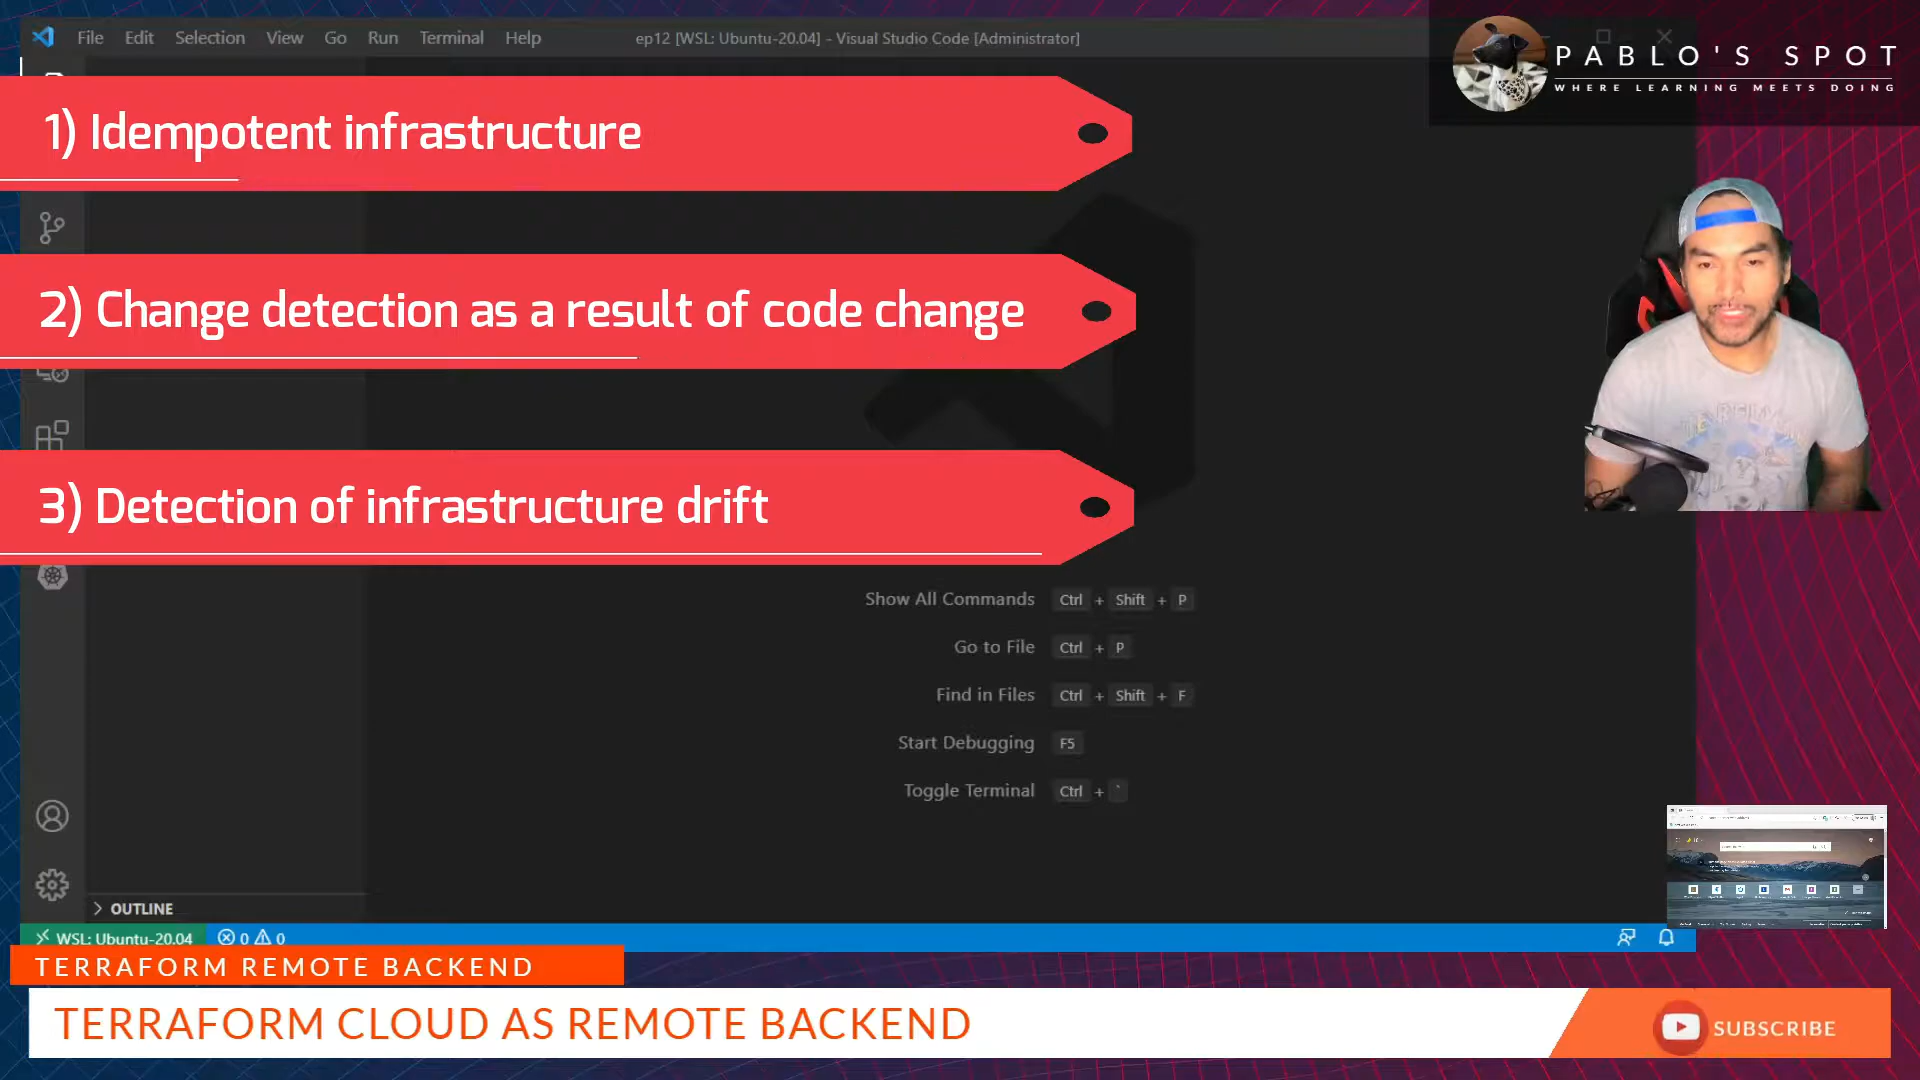 File Edit Selection View Go Run Terminal Help
ep12 [WSL: Ubuntu-20.04] - Visual Studio Code [Administrator]
PABLO'S SPOT
WHERE LEARNING MEETS DOING
1) Idempotent infrastructure
2) Change detection as a result of code change
3) Detection of infrastructure drift
Show All Commands Ctrl + Shift + P
Go to File Ctrl + P
Find in Files Ctrl + Shift + F
Start Debugging F5
Toggle Terminal Ctrl + `
OUTLINE
WSL: Ubuntu-20.04 0 0
TERRAFORM REMOTE BACKEND
TERRAFORM CLOUD AS REMOTE BACKEND
SUBSCRIBE